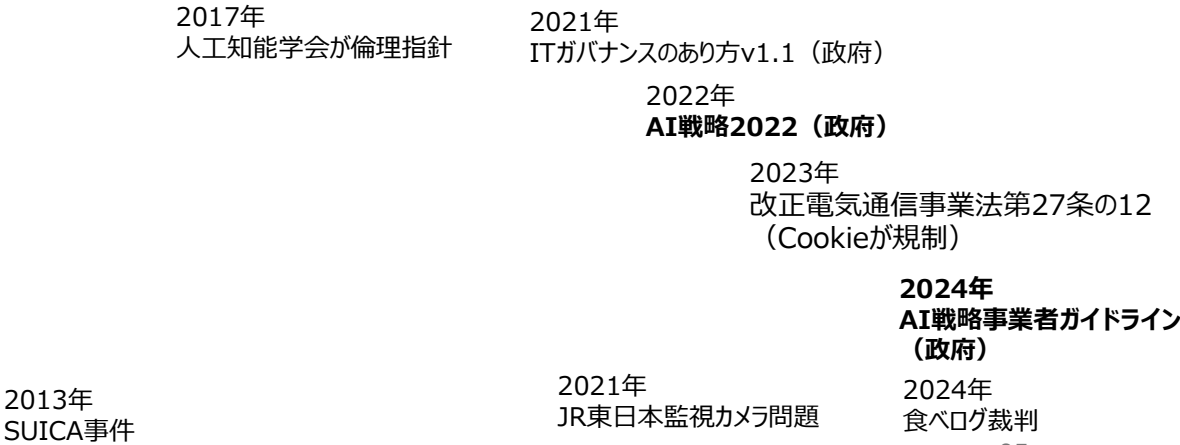 2017年
人工知能学会が倫理指針
2021年
ITガバナンスのあり方v1.1（政府）
2022年
AI戦略2022（政府）
2023年
改正電気通信事業法第27条の12
（Cookieが規制）
2024年
AI戦略事業者ガイドライン
（政府）
2013年
SUICA事件
2021年
JR東日本監視カメラ問題
2024年
食べログ裁判